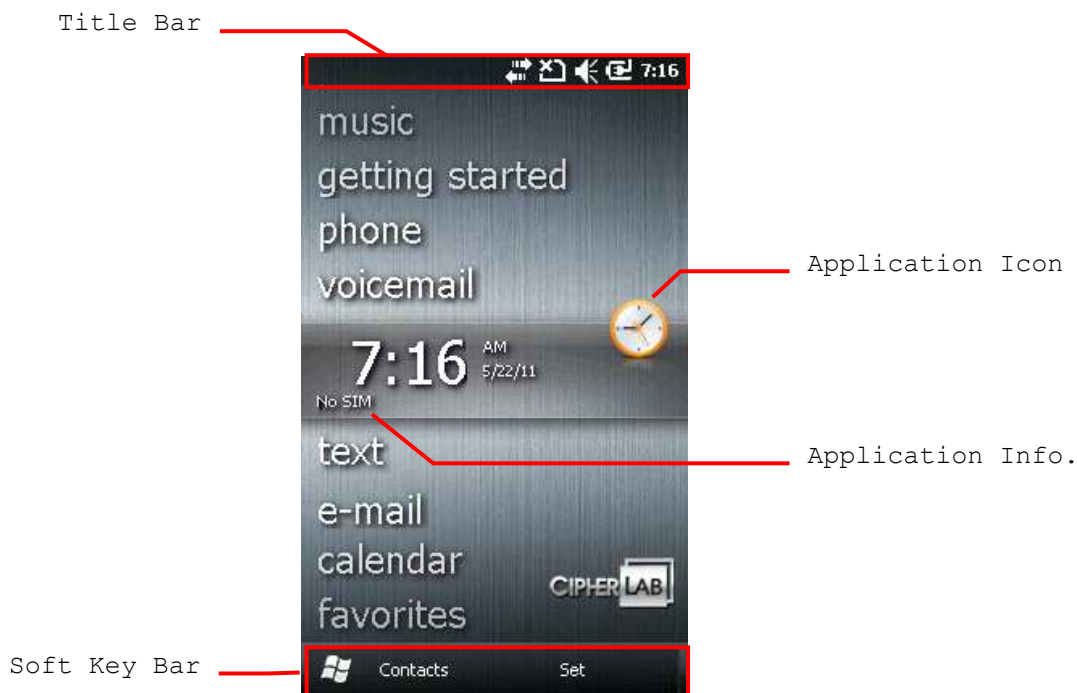 Title Bar
7:16
music
getting started
phone
voicemail
Application Icon
7:16 AM
5/22/11
No SIM
text
Application Info.
e-mail
calendar
CIPHERLAB
favorites
Soft Key Bar
Contacts Set